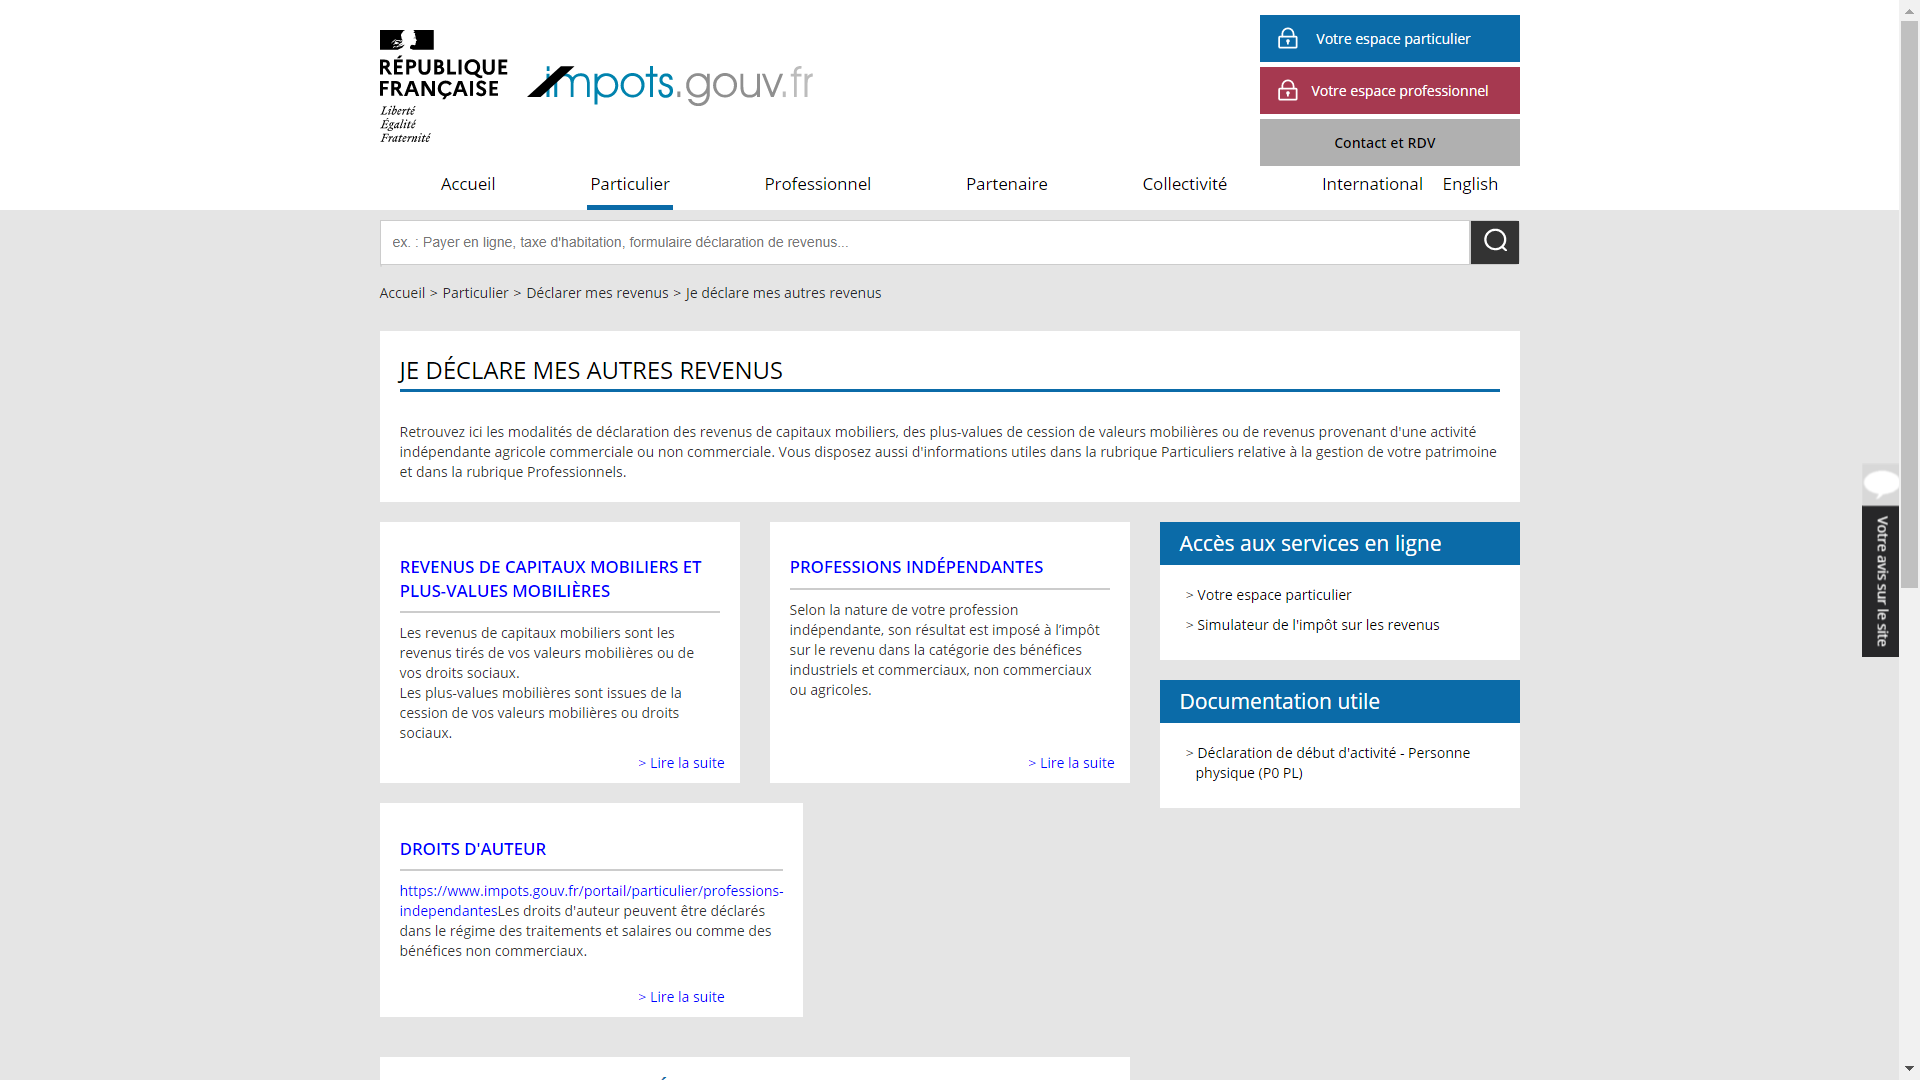 RÉPUBLIQUE
FRANÇAISE
Liberté
Égalité
Fraternité
impots.gouv.fr
Votre espace particulier
Votre espace professionnel
Contact et RDV
Accueil
Particulier
Professionnel
Partenaire
Collectivité
International
English
ex. : Payer en ligne, taxe d'habitation, formulaire déclaration de revenus...
Accueil > Particulier > Déclarer mes revenus > Je déclare mes autres revenus
JE DÉCLARE MES AUTRES REVENUS
Retrouvez ici les modalités de déclaration des revenus de capitaux mobiliers, des plus-values de cession de valeurs mobilières ou de revenus provenant d'une activité
indépendante agricole commerciale ou non commerciale. Vous disposez aussi d'informations utiles dans la rubrique Particuliers relative à la gestion de votre patrimoine
et dans la rubrique Professionnels.
REVENUS DE CAPITAUX MOBILIERS ET
PLUS-VALUES MOBILIÈRES
Les revenus de capitaux mobiliers sont les
revenus tirés de vos valeurs mobilières ou de
vos droits sociaux.
Les plus-values mobilières sont issues de la
cession de vos valeurs mobilières ou droits
sociaux.
> Lire la suite
PROFESSIONS INDÉPENDANTES
Selon la nature de votre profession
indépendante, son résultat est imposé à l’impôt
sur le revenu dans la catégorie des bénéfices
industriels et commerciaux, non commerciaux
ou agricoles.
> Lire la suite
DROITS D'AUTEUR
https://www.impots.gouv.fr/portail/particulier/professions-
independantesLes droits d'auteur peuvent être déclarés
dans le régime des traitements et salaires ou comme des
bénéfices non commerciaux.
> Lire la suite
Accès aux services en ligne
> Votre espace particulier
> Simulateur de l'impôt sur les revenus
Documentation utile
> Déclaration de début d'activité - Personne
physique (P0 PL)
Votre avis sur le site